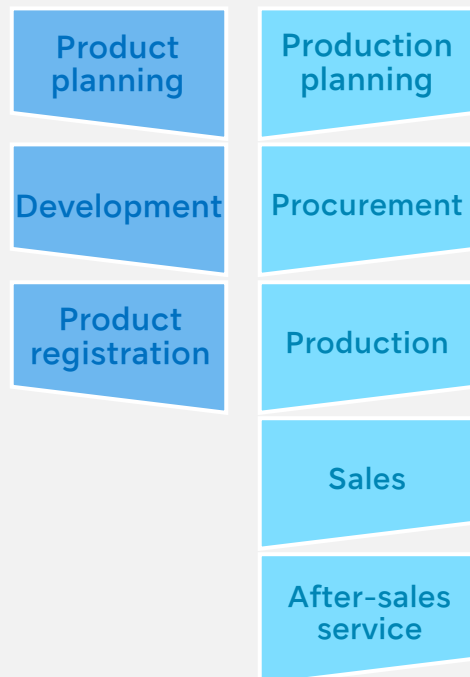 Product
planning
Development
Product
registration
Production
planning
Procurement
Production
Sales
After-sales
service